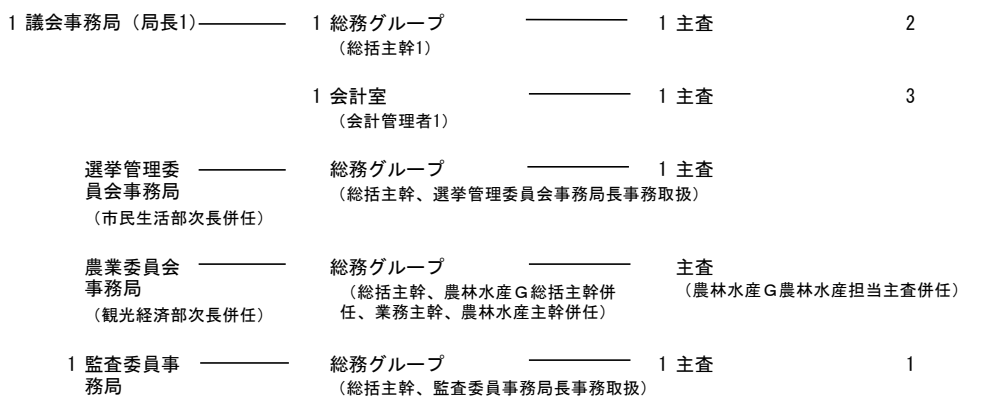 1 議会事務局（局長1） 1 総務グループ 1 主査 2
（総括主幹1）
1 会計室 1 主査 3
（会計管理者1）
選挙管理委 総務グループ 1 主査
員会事務局 （総括主幹、選挙管理委員会事務局長事務取扱）
（市民生活部次長併任）
農業委員会 総務グループ 主査
事務局 （総括主幹、農林水産Ｇ総括主幹併 （農林水産Ｇ農林水産担当主査併任）
（観光経済部次長併任） 任、業務主幹、農林水産主幹併任）
1 監査委員事 総務グループ 1 主査 1
務局 （総括主幹、監査委員事務局長事務取扱）